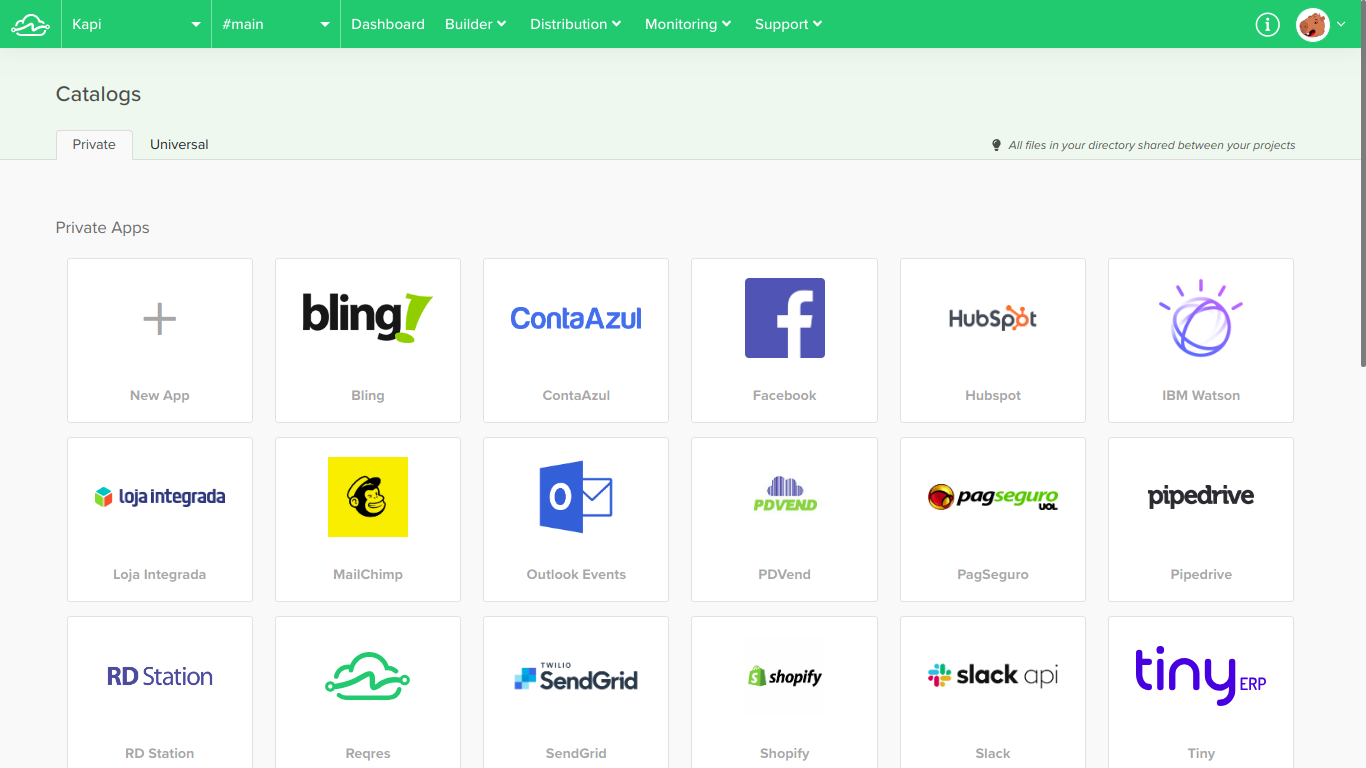 Kapi #main Dashboard Builder Distribution Monitoring Support
Catalogs
Private Universal All files in your directory shared between your projects
Private Apps
bling! ContaAzul HubSpot
New App Bling ContaAzul Facebook Hubspot IBM Watson
loja integrada O PDVEND pagseguro UOL pipedrive
Loja Integrada MailChimp Outlook Events PDVend PagSeguro Pipedrive
RD Station TWILIO SendGrid shopify slack api tiny ERP
RD Station Reqres SendGrid Shopify Slack Tiny